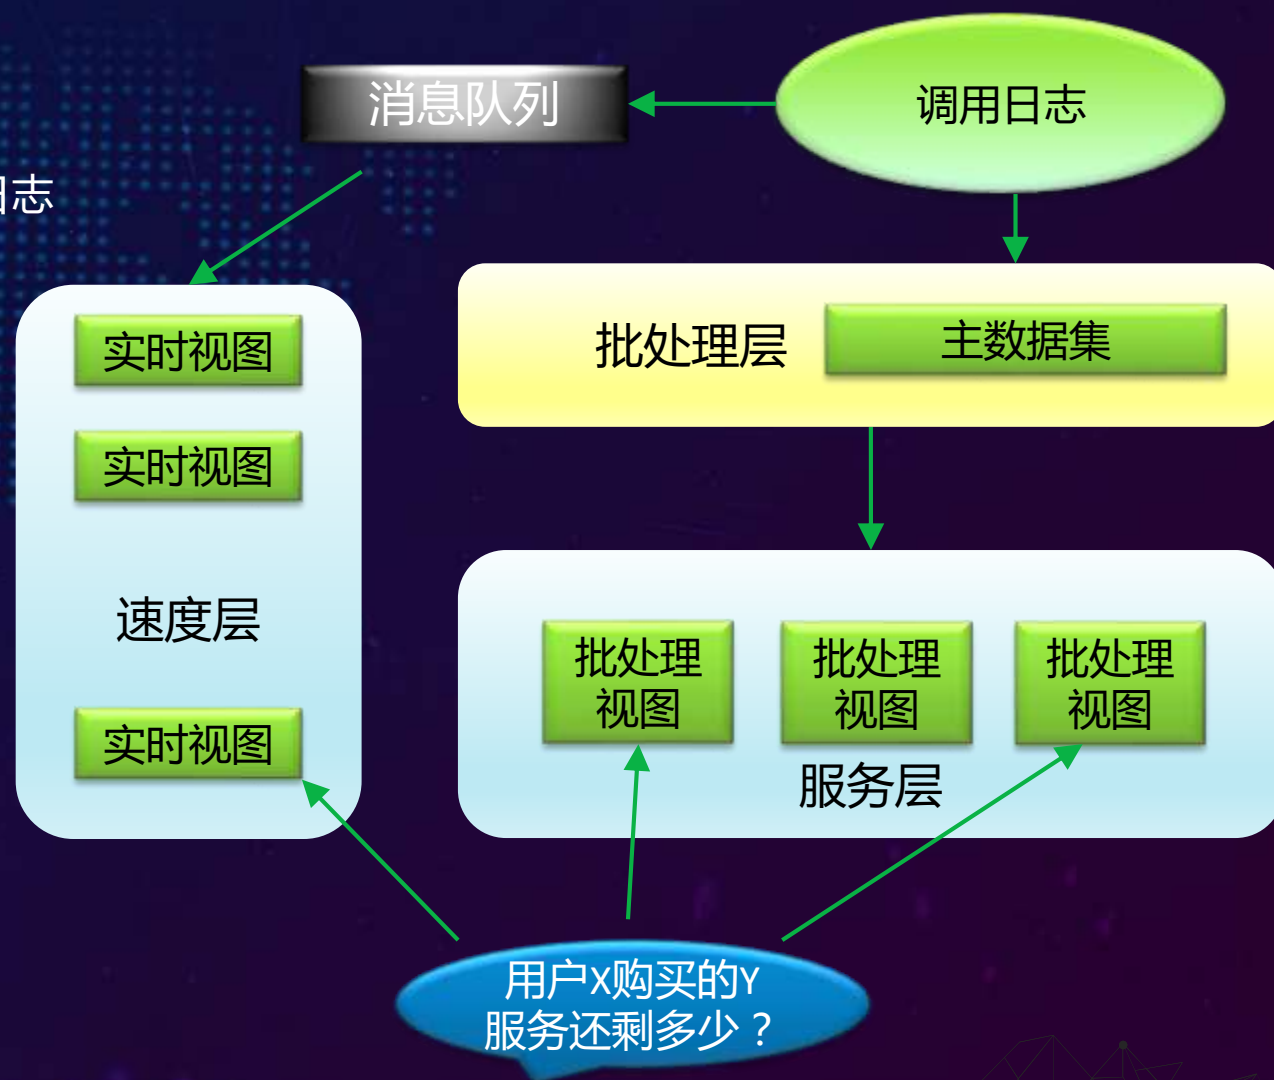 消息队列
调用日志
日志
实时视图
批处理层
主数据集
实时视图
速度层
批处理
视图
批处理
视图
批处理
视图
实时视图
服务层
用户X购买的Y
服务还剩多少？